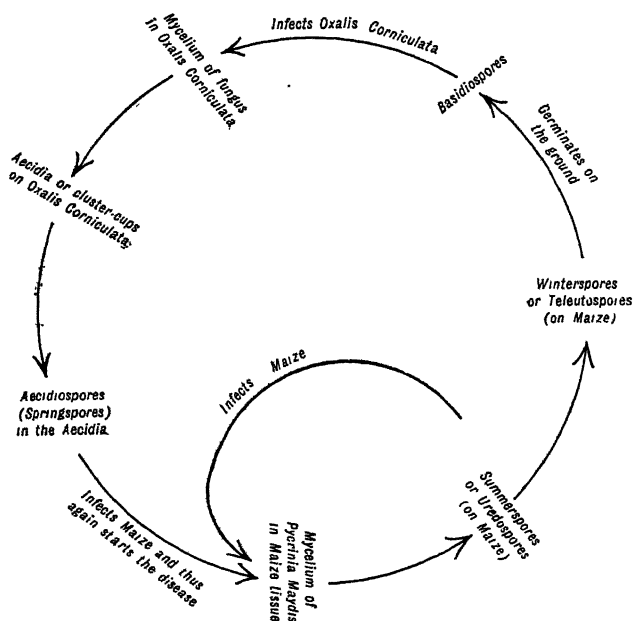 Infects Oxalis Corniculata
Mycelium of fungus
in Oxalis Corniculata
Basidiospores
Germinates on
the ground
Aecidia or cluster-cups
on Oxalis Corniculata
Winterspores
or Teleutospores
(on Maize)
Aecidiospores
(Springspores)
in the Aecidia
Infects Maize
Summerspores
or Uredospores
(on Maize)
Infects Maize and thus
again starts the disease
Mycelium of
Pyccinia Maydis
in Maize tissue